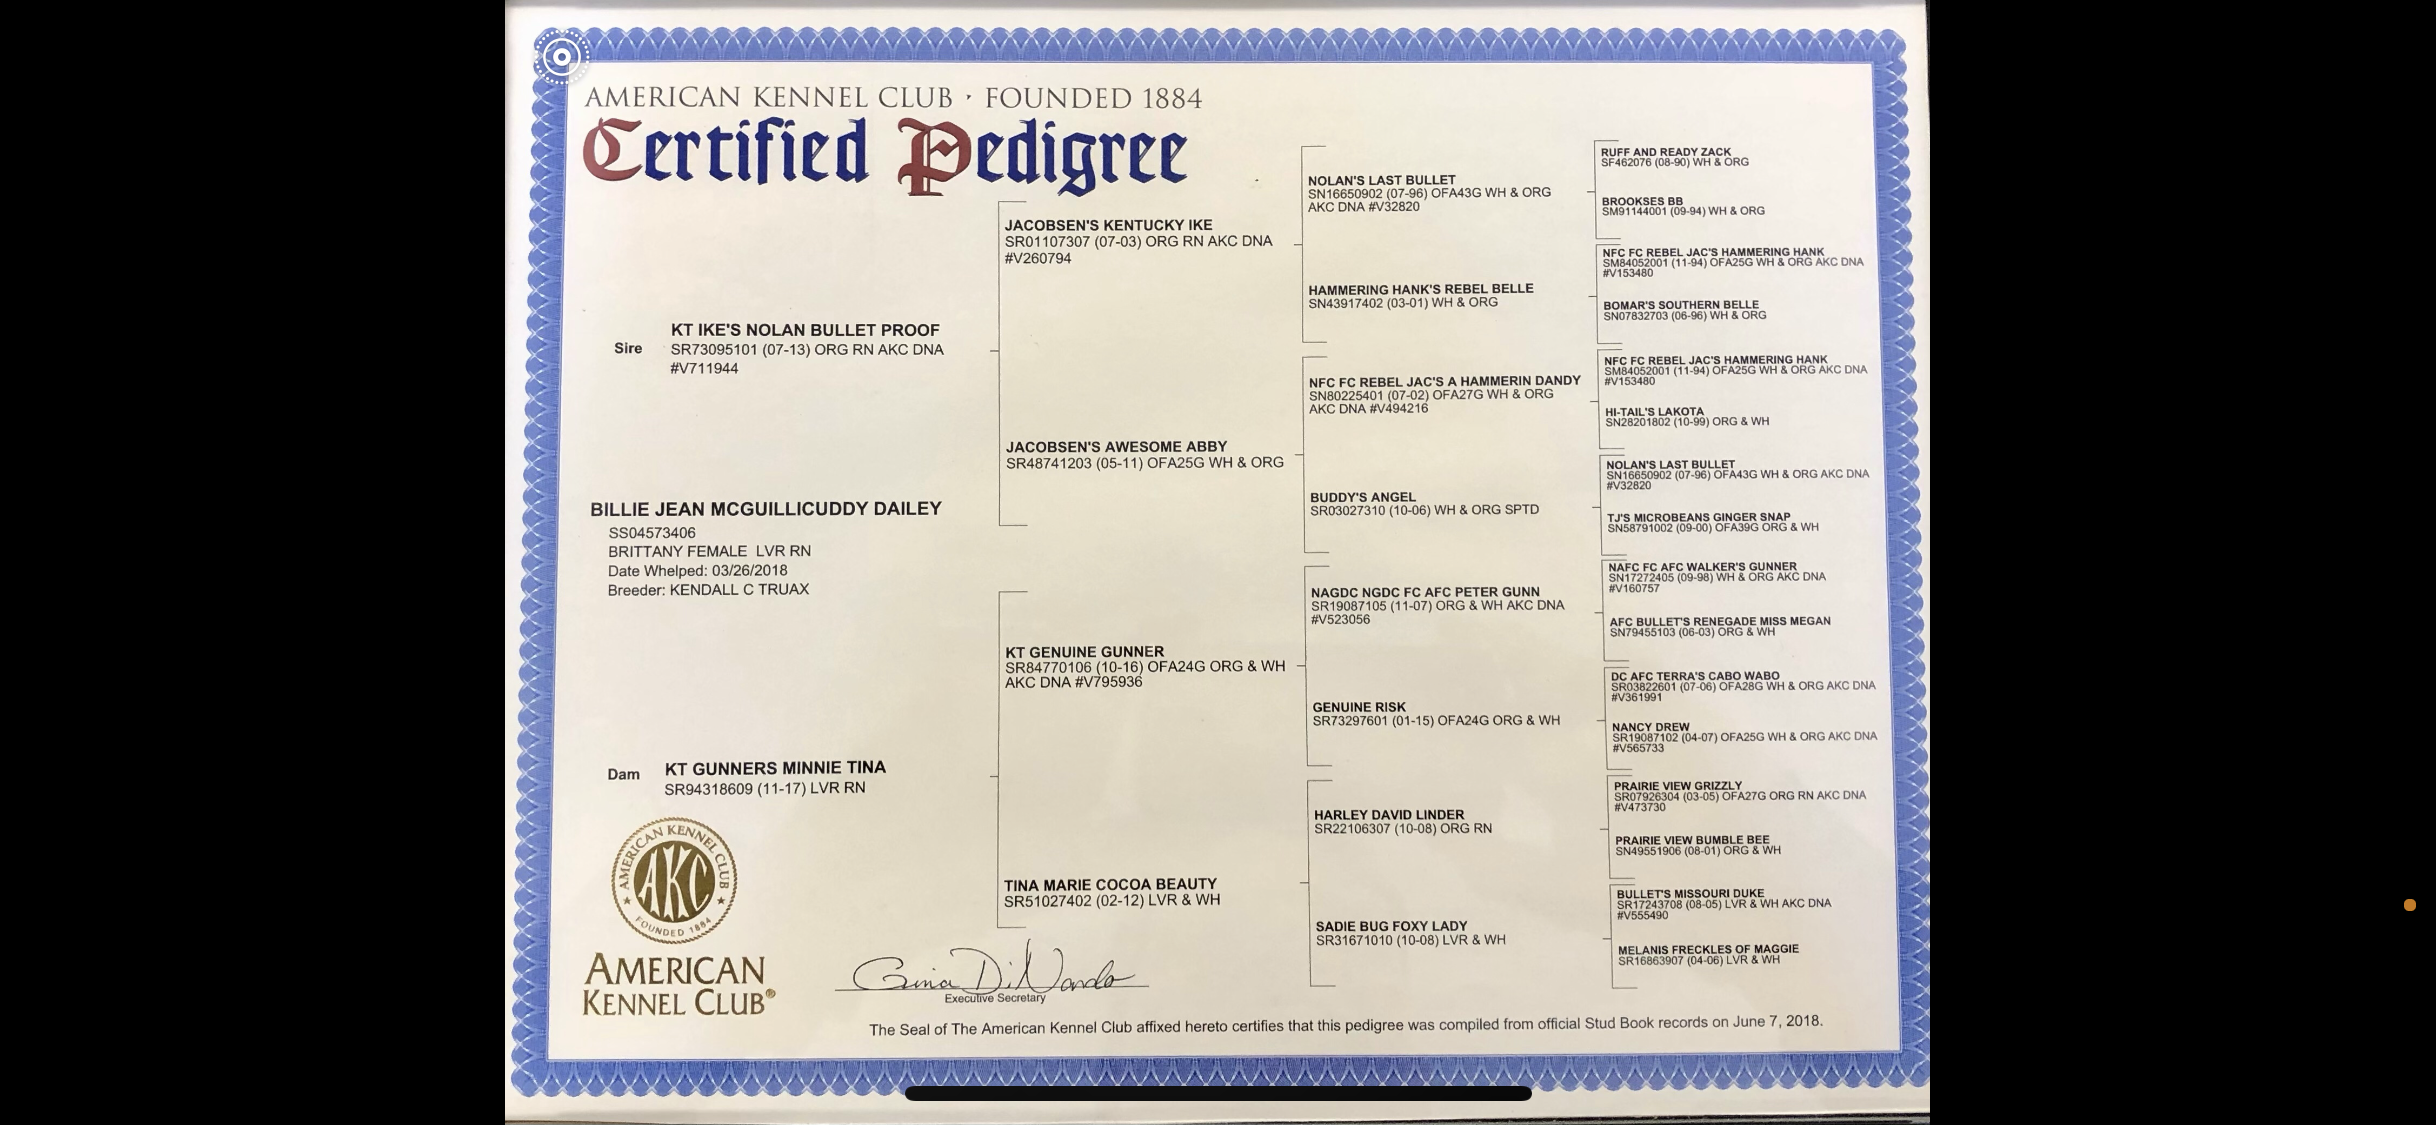 AMERICAN KENNEL CLUB · FOUNDED 1884
Certified Pedigree
Sire
KT IKE'S NOLAN BULLET PROOF
SR73095101 (07-13) ORG RN AKC DNA
#V711944
BILLIE JEAN MCGUILLICUDDY DAILEY
SS04573406
BRITTANY FEMALE LVR RN
Date Whelped: 03/26/2018
Breeder: KENDALL C TRUAX
Dam
KT GUNNERS MINNIE TINA
SR94318609 (11-17) LVR RN
JACOBSEN'S KENTUCKY IKE
SR01107307 (07-03) ORG RN AKC DNA
#V260794
JACOBSEN'S AWESOME ABBY
SR48741203 (05-11) OFA25G WH & ORG
KT GENUINE GUNNER
SR84770106 (10-16) OFA24G ORG & WH
AKC DNA #V795936
TINA MARIE COCOA BEAUTY
SR51027402 (02-12) LVR & WH
NOLAN'S LAST BULLET
SN16650902 (07-96) OFA43G WH & ORG
AKC DNA #V32820
HAMMERING HANK'S REBEL BELLE
SN43917402 (03-01) WH & ORG
NFC FC REBEL JAC'S A HAMMERIN DANDY
SN80225401 (07-02) OFA27G WH & ORG
AKC DNA #V494216
BUDDY'S ANGEL
SR03027310 (10-06) WH & ORG SPTD
NAGDC NGDC FC AFC PETER GUNN
SR19087105 (11-07) ORG & WH AKC DNA
#V523056
GENUINE RISK
SR73297601 (01-15) OFA24G ORG & WH
HARLEY DAVID LINDER
SR22106307 (10-08) ORG RN
SADIE BUG FOXY LADY
SR31671010 (10-08) LVR & WH
RUFF AND READY ZACK
SF462076 (08-90) WH & ORG
BROOKSES BB
SM91144001 (09-94) WH & ORG
NFC FC REBEL JAC'S HAMMERING HANK
SM84052001 (11-94) OFA25G WH & ORG AKC DNA
#V153480
BOMAR'S SOUTHERN BELLE
SN07832703 (06-96) WH & ORG
NFC FC REBEL JAC'S HAMMERING HANK
SM84052001 (11-94) OFA25G WH & ORG AKC DNA
#V153480
HI-TAIL'S LAKOTA
SN28201802 (10-99) ORG & WH
NOLAN'S LAST BULLET
SN16650902 (07-96) OFA43G WH & ORG AKC DNA
#V32820
TJ'S MICROBEANS GINGER SNAP
SN58791002 (09-00) OFA39G ORG & WH
NAFC FC AFC WALKER'S GUNNER
SN17272405 (09-98) WH & ORG AKC DNA
#V160757
AFC BULLET'S RENEGADE MISS MEGAN
SN79455103 (06-03) ORG & WH
DC AFC TERRA'S CABO WABO
SR03822601 (07-06) OFA28G WH & ORG AKC DNA
#V361991
NANCY DREW
SR19087102 (04-07) OFA25G WH & ORG AKC DNA
#V565733
PRAIRIE VIEW GRIZZLY
SR07926304 (03-05) OFA27G ORG RN AKC DNA
#V473730
PRAIRIE VIEW BUMBLE BEE
SN49551906 (08-01) ORG & WH
BULLET'S MISSOURI DUKE
SR17243708 (08-05) LVR & WH AKC DNA
#V555490
MELANIS FRECKLES OF MAGGIE
SR16863907 (04-06) LVR & WH
AMERICAN KENNEL CLUB
AKC
FOUNDED 1884
AMERICAN
KENNEL CLUB®
Gina DiNardo
Executive Secretary
The Seal of The American Kennel Club affixed hereto certifies that this pedigree was compiled from official Stud Book records on June 7, 2018.